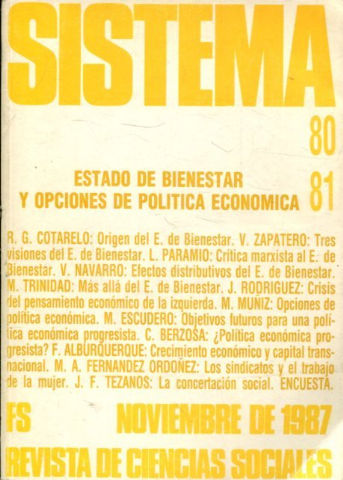 SISTEMA
80
81
ESTADO DE BIENESTAR
Y OPCIONES DE POLITICA ECONOMICA
R. G. COTARELO: Origen del E. de Bienestar. V. ZAPATERO: Tres
visiones del E. de Bienestar. L. PARAMIO: Crítica marxista al E. de
Bienestar. V. NAVARRO: Efectos distributivos del E. de Bienestar.
M. TRINIDAD: Más allá del E. de Bienestar. J. RODRIGUEZ: Crisis
del pensamiento económico de la izquierda. M. MUÑIZ: Opciones de
política económica. M. ESCUDERO: Objetivos futuros para una polí-
tica económica progresista. C. BERZOSA: ¿Política económica pro-
gresista? F. ALBURQUERQUE: Crecimiento económico y capital trans-
nacional. M. A. FERNANDEZ ORDOÑEZ: Los sindicatos y el trabajo
de la mujer. J. F. TEZANOS: La concertación social. ENCUESTA.
FS NOVIEMBRE DE 1987
REVISTA DE CIENCIAS SOCIALES